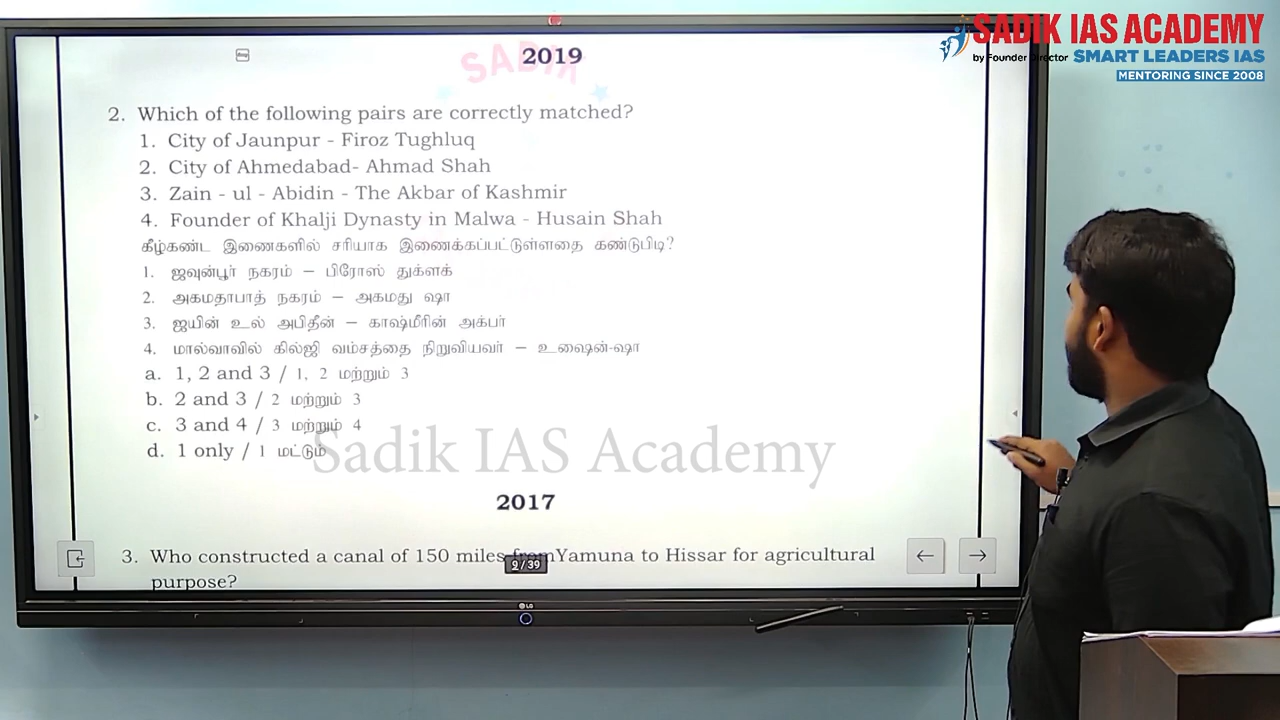 SADIK IAS ACADEMY
by Founder Director SMART LEADERS IAS
MENTORING SINCE 2008
SADIK
2019
2. Which of the following pairs are correctly matched?
1. City of Jaunpur - Firoz Tughluq
2. City of Ahmedabad- Ahmad Shah
3. Zain - ul - Abidin - The Akbar of Kashmir
4. Founder of Khalji Dynasty in Malwa - Husain Shah
கீழ்கண்ட இணைகளில் சரியாக இணைக்கப்பட்டுள்ளதை கண்டுபிடி?
1. ஜவுன்பூர் நகரம் – பிரோஸ் துக்ளக்
2. அகமதாபாத் நகரம் – அகமது ஷா
3. ஜயின் உல் அபிதீன் – காஷ்மீரின் அக்பர்
4. மால்வாவில் கில்ஜி வம்சத்தை நிறுவியவர் – உஷைன்-ஷா
a. 1, 2 and 3 / 1, 2 மற்றும் 3
b. 2 and 3 / 2 மற்றும் 3
c. 3 and 4 / 3 மற்றும் 4
d. 1 only / 1 மட்டும்
Sadik IAS Academy
2017
3. Who constructed a canal of 150 miles from Yamuna to Hissar for agricultural
purpose?
9/39
LG